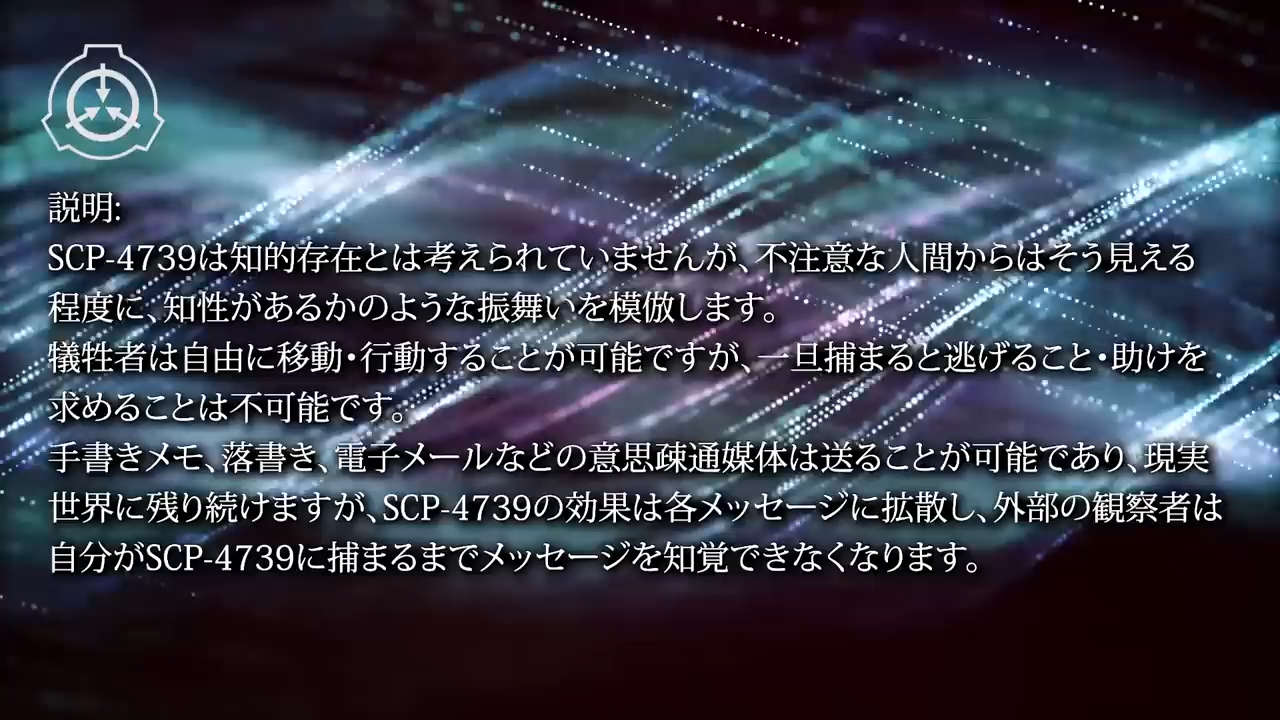 説明:
SCP-4739は知的存在とは考えられていませんが、不注意な人間からはそう見える
程度に、知性があるかのような振舞いを模倣します。
犠牲者は自由に移動・行動することが可能ですが、一旦捕まると逃げること・助けを
求めることは不可能です。
手書きメモ、落書き、電子メールなどの意思疎通媒体は送ることが可能であり、現実
世界に残り続けますが、SCP-4739の効果は各メッセージに拡散し、外部の観察者は
自分がSCP-4739に捕まるまでメッセージを知覚できなくなります。